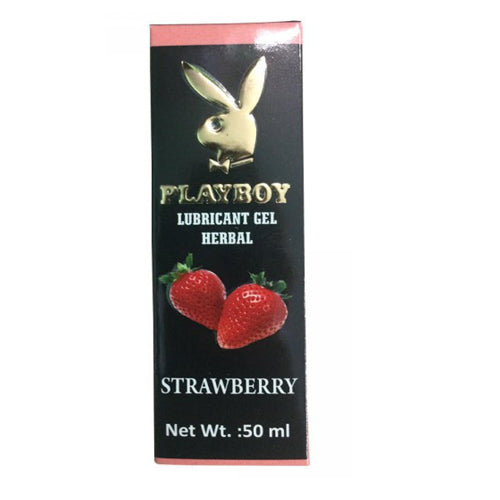 PLAYBOY
LUBRICANT GEL
HERBAL
STRAWBERRY
Net Wt. :50 ml